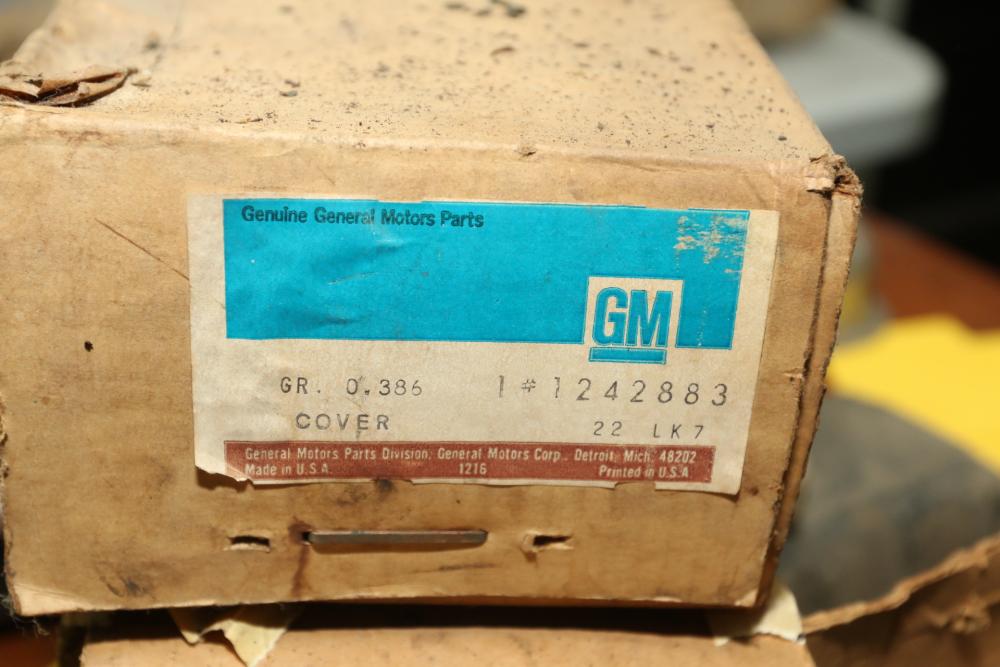 Genuine General Motors Parts
GM
GR. 0.386 1 # 1242883
COVER 22 LK7
General Motors Parts Division, General Motors Corp., Detroit, Mich. 48202
Made in U.S.A. 1216 Printed in U.S.A